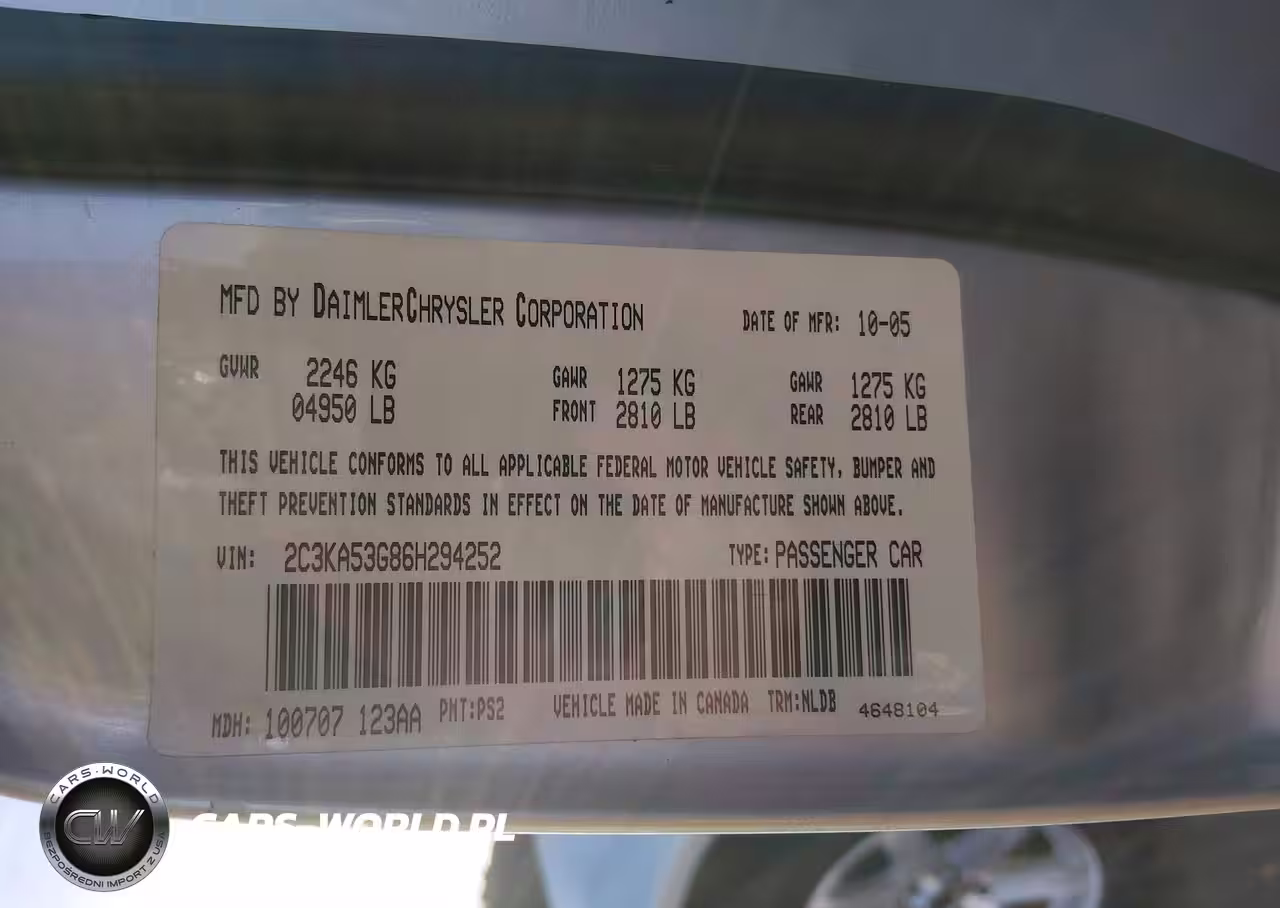 MFD BY DAIMLERCHRYSLER CORPORATION DATE OF MFR: 10-05
GVWR 2246 KG GAWR 1275 KG GAWR 1275 KG
04950 LB FRONT 2810 LB REAR 2810 LB
THIS VEHICLE CONFORMS TO ALL APPLICABLE FEDERAL MOTOR VEHICLE SAFETY, BUMPER AND
THEFT PREVENTION STANDARDS IN EFFECT ON THE DATE OF MANUFACTURE SHOWN ABOVE.
VIN: 2C3KA53G86H294252 TYPE: PASSENGER CAR
MDH: 100707 123AA PNT:PS2 VEHICLE MADE IN CANADA TRM:NLDB 4648104
CARS-WORLD
CW
BEZPOŚREDNI IMPORT Z USA
CARS-WORLD.PL